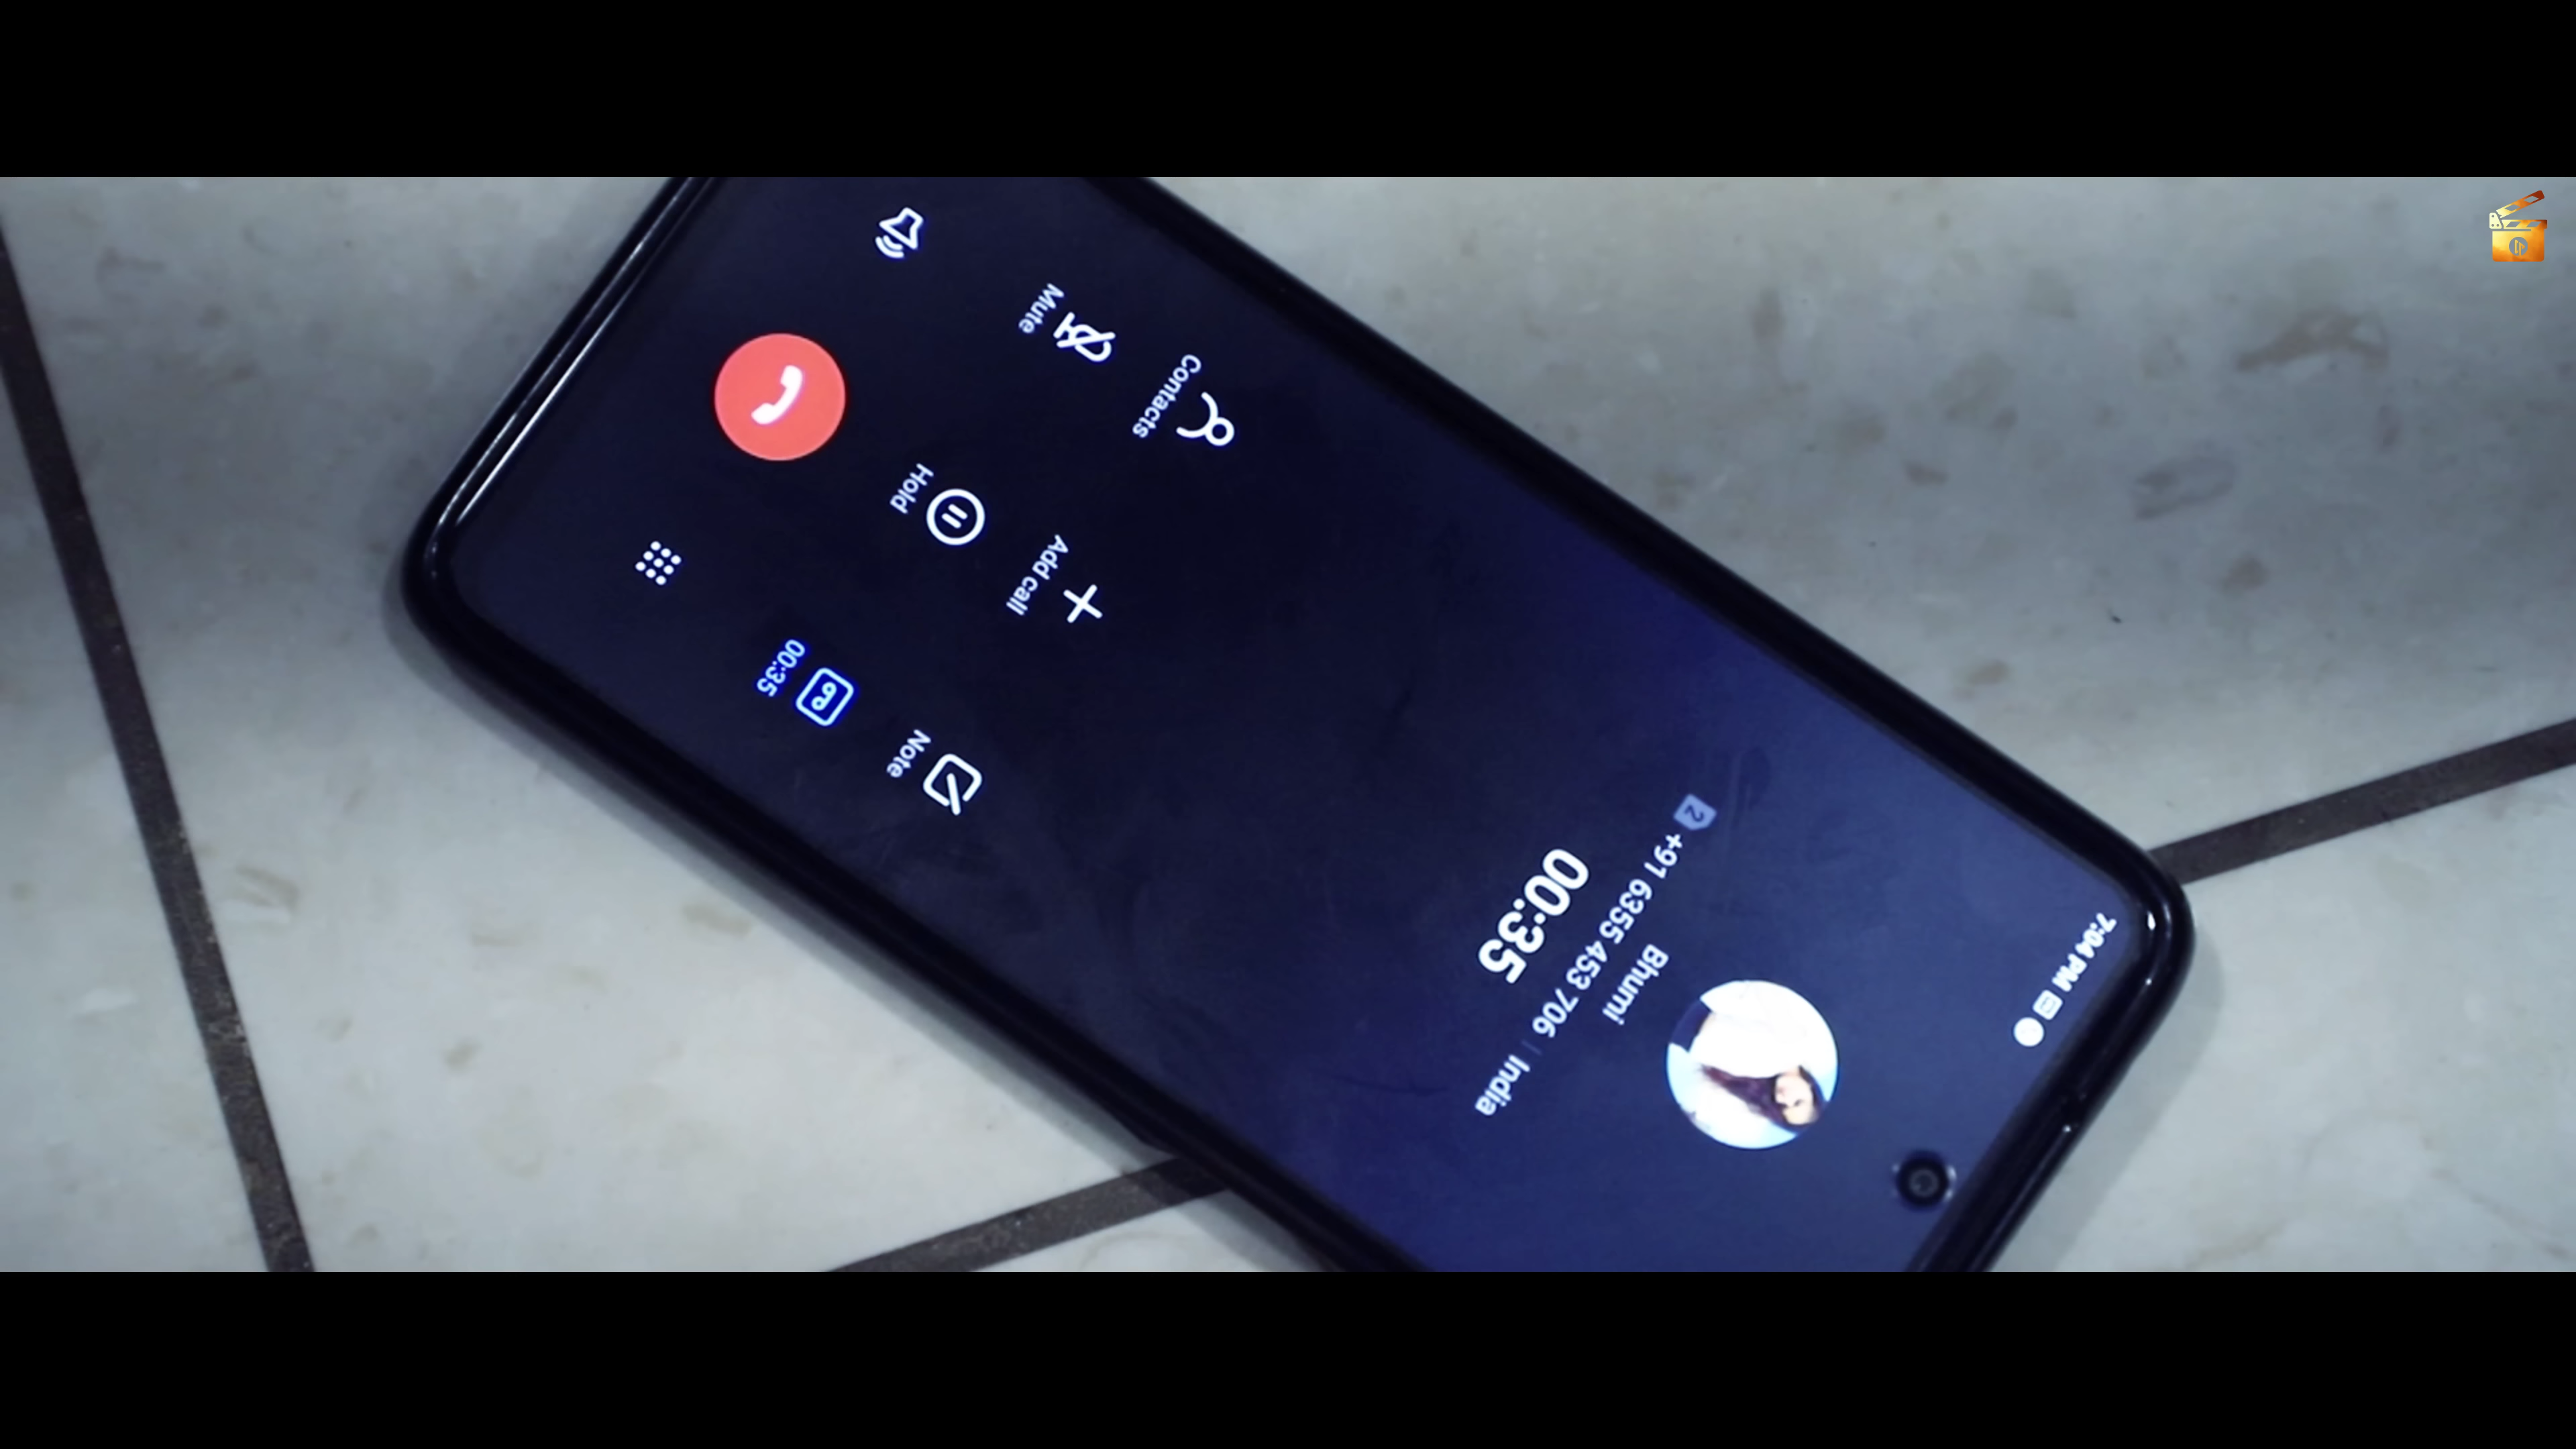 7:04 PM
Bhumi
2 +91 6355 453 706 | India
00:35
Note
Add call
Contacts
00:35
Hold
Mute